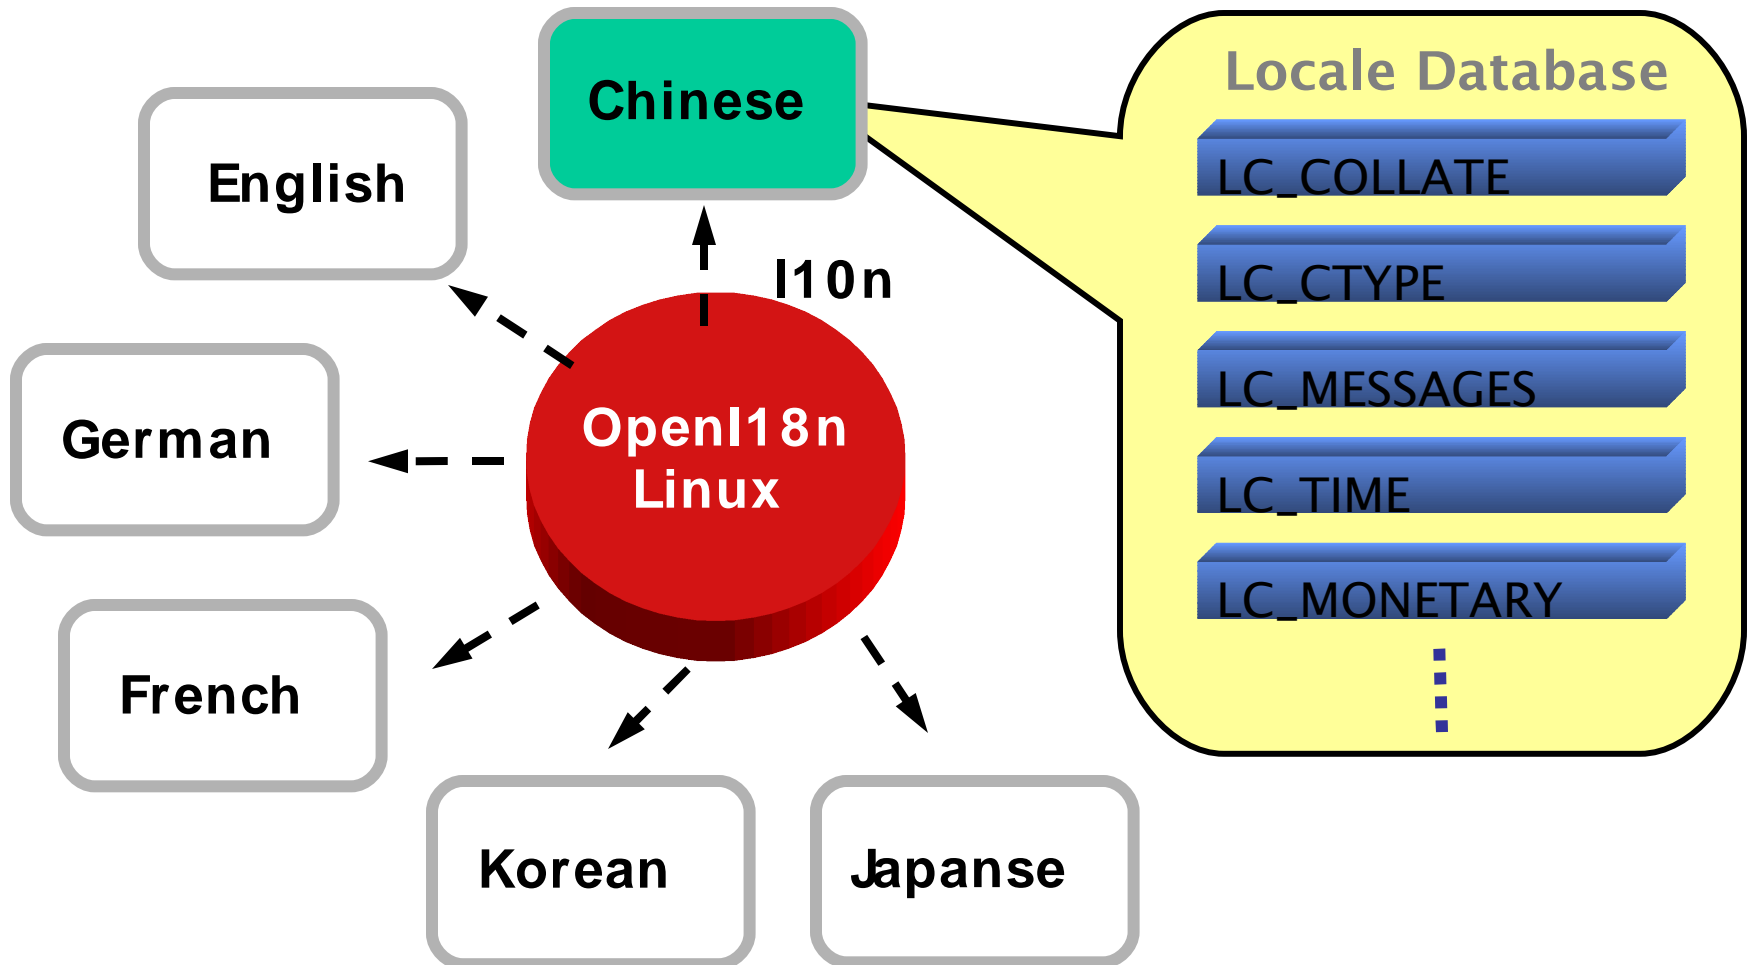 Chinese
English
l10n
German
OpenI18n
Linux
French
Korean
Japanse
Locale Database
LC_COLLATE
LC_CTYPE
LC_MESSAGES
LC_TIME
LC_MONETARY